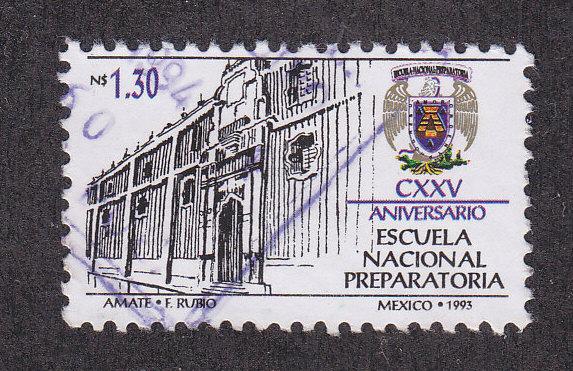 N$ 1.30
ESCUELA NACIONAL PREPARATORIA
CXXV
ANIVERSARIO
ESCUELA
NACIONAL
PREPARATORIA
AMATE • F. RUBIO
MEXICO • 1993